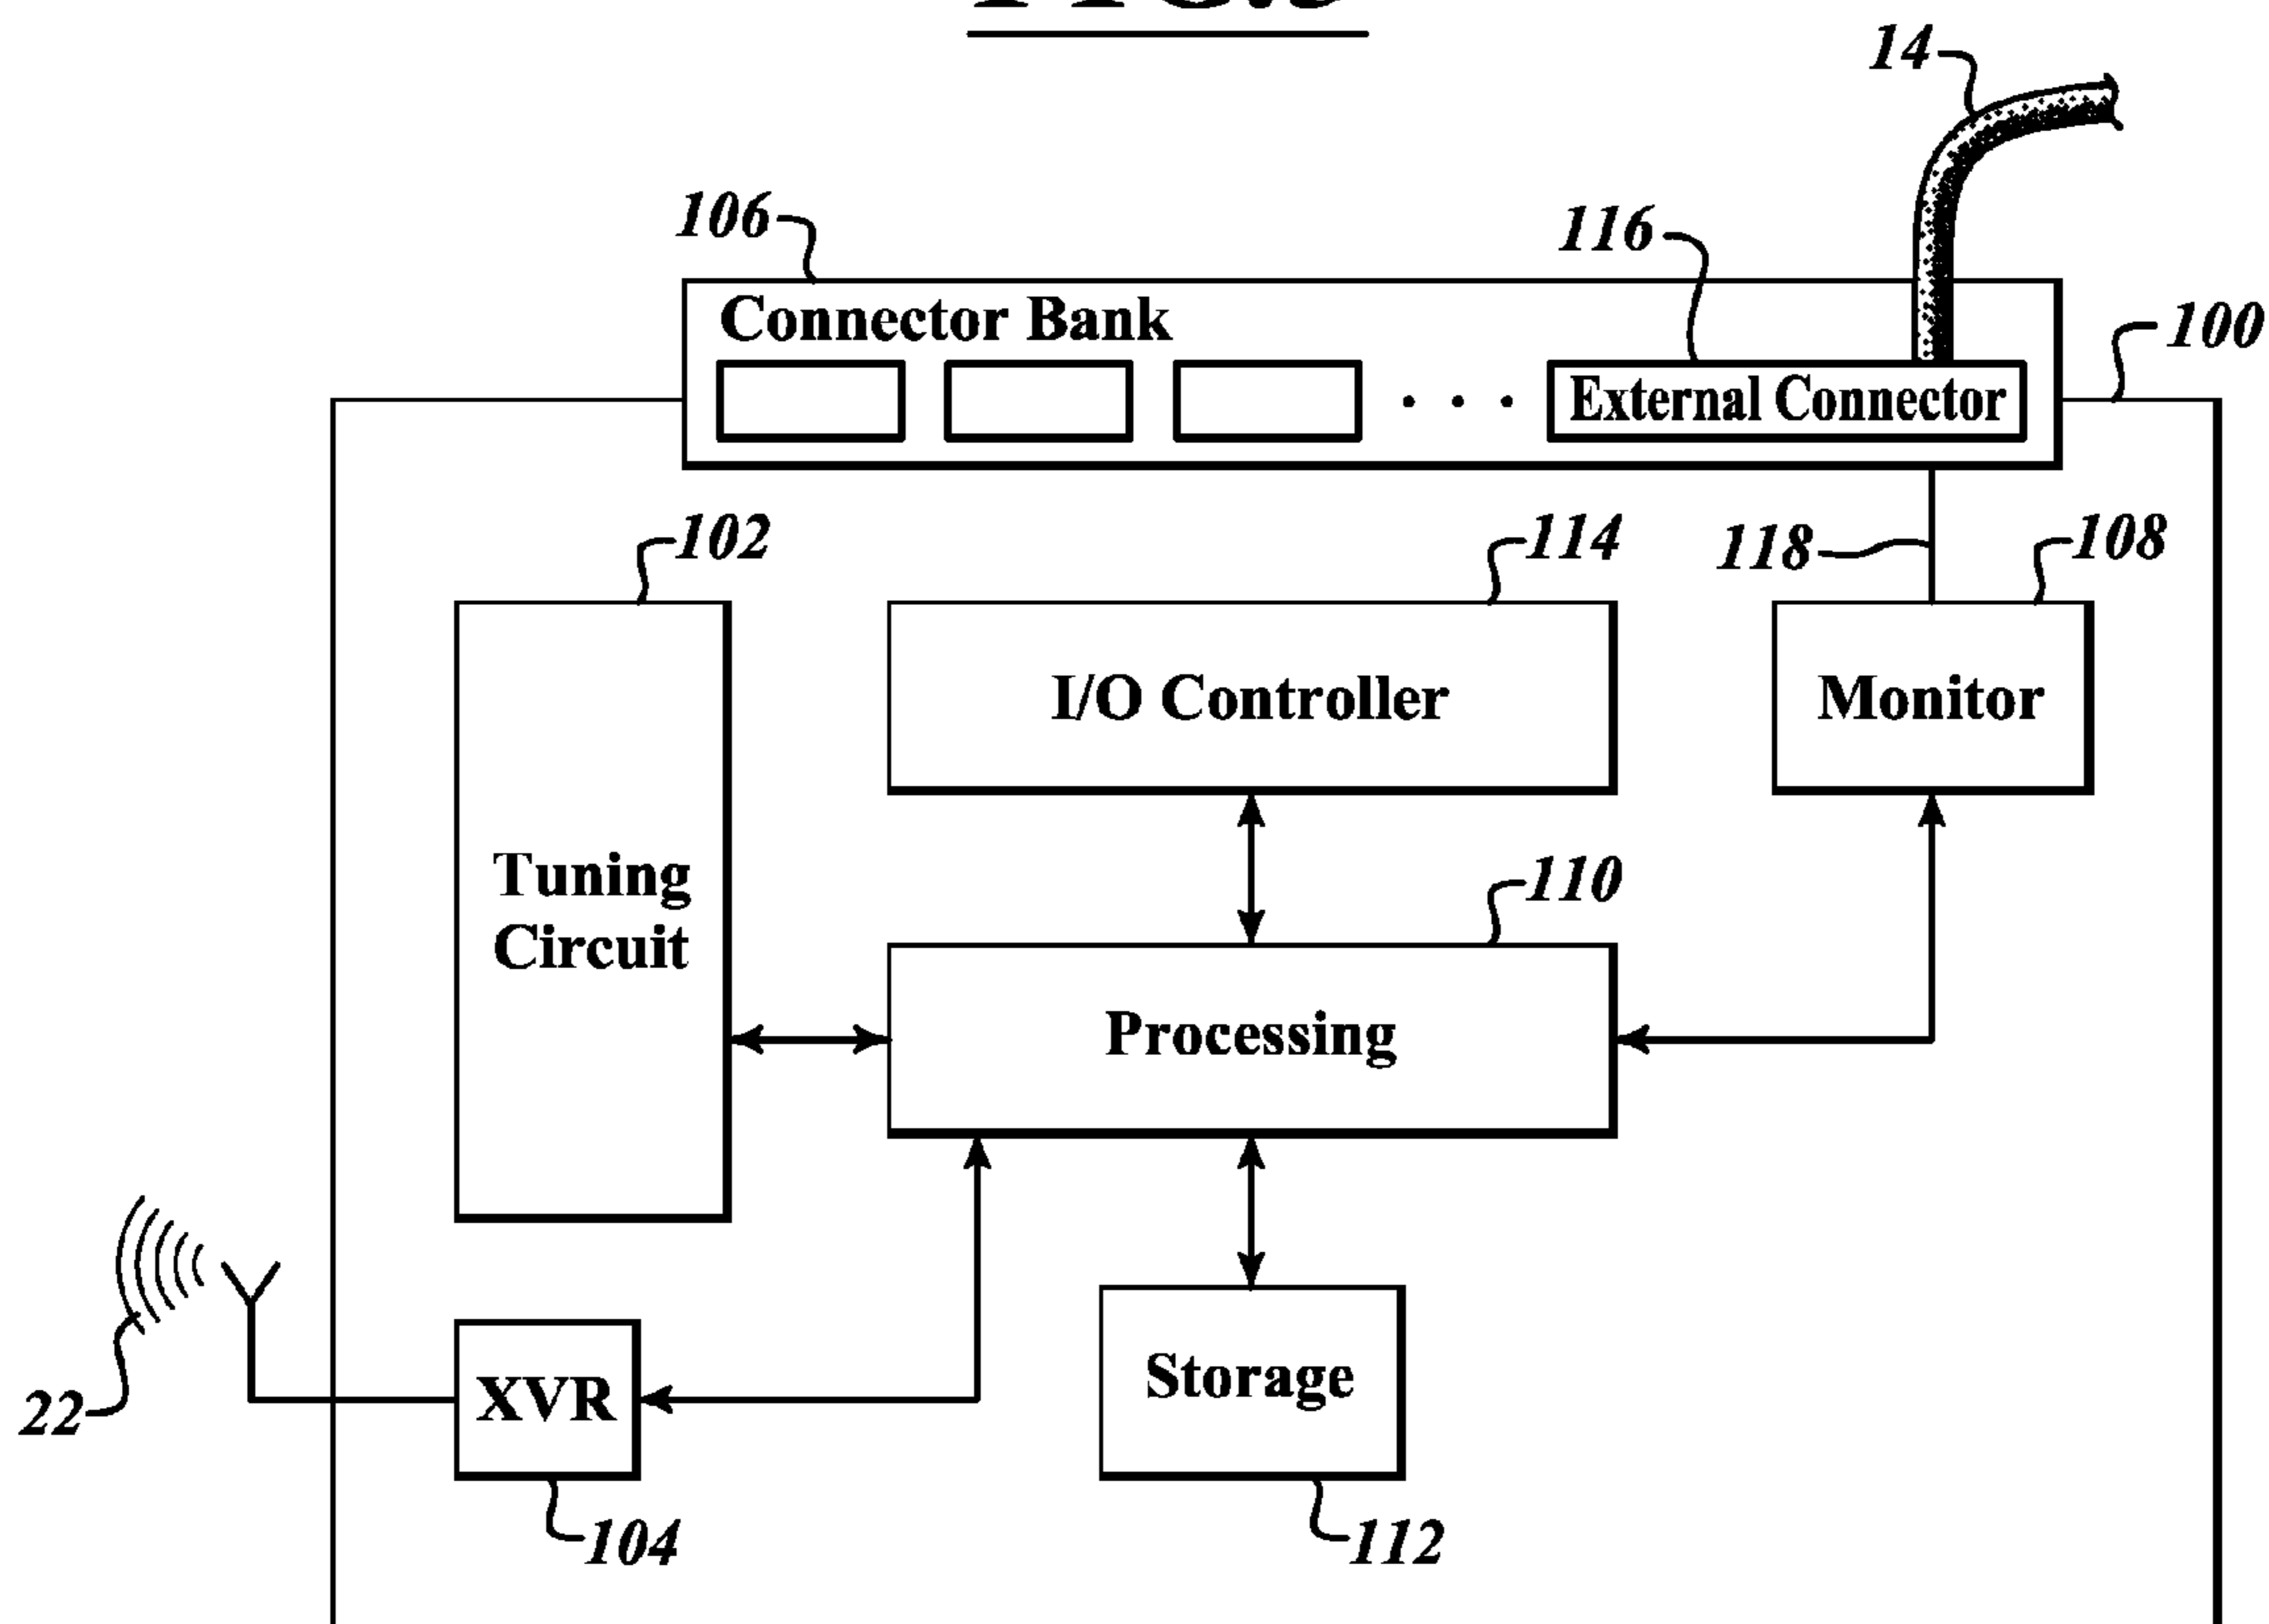 14
106
116
Connector Bank
100
External Connector
102
114
118
108
I/O Controller
Monitor
Tuning
Circuit
110
Processing
22
XVR
Storage
104
112